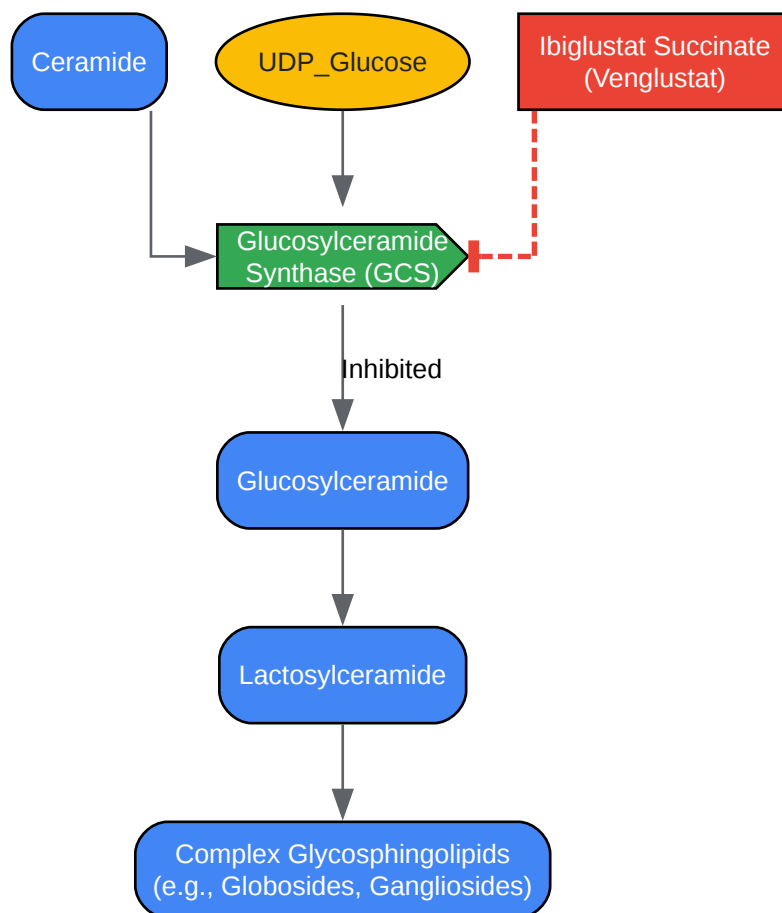 Ceramide
UDP_Glucose
Ibiglustat Succinate
(Venglustat)
Glucosylceramide
Synthase (GCS)
Inhibited
Glucosylceramide
Lactosylceramide
Complex Glycosphingolipids
(e.g., Globosides, Gangliosides)